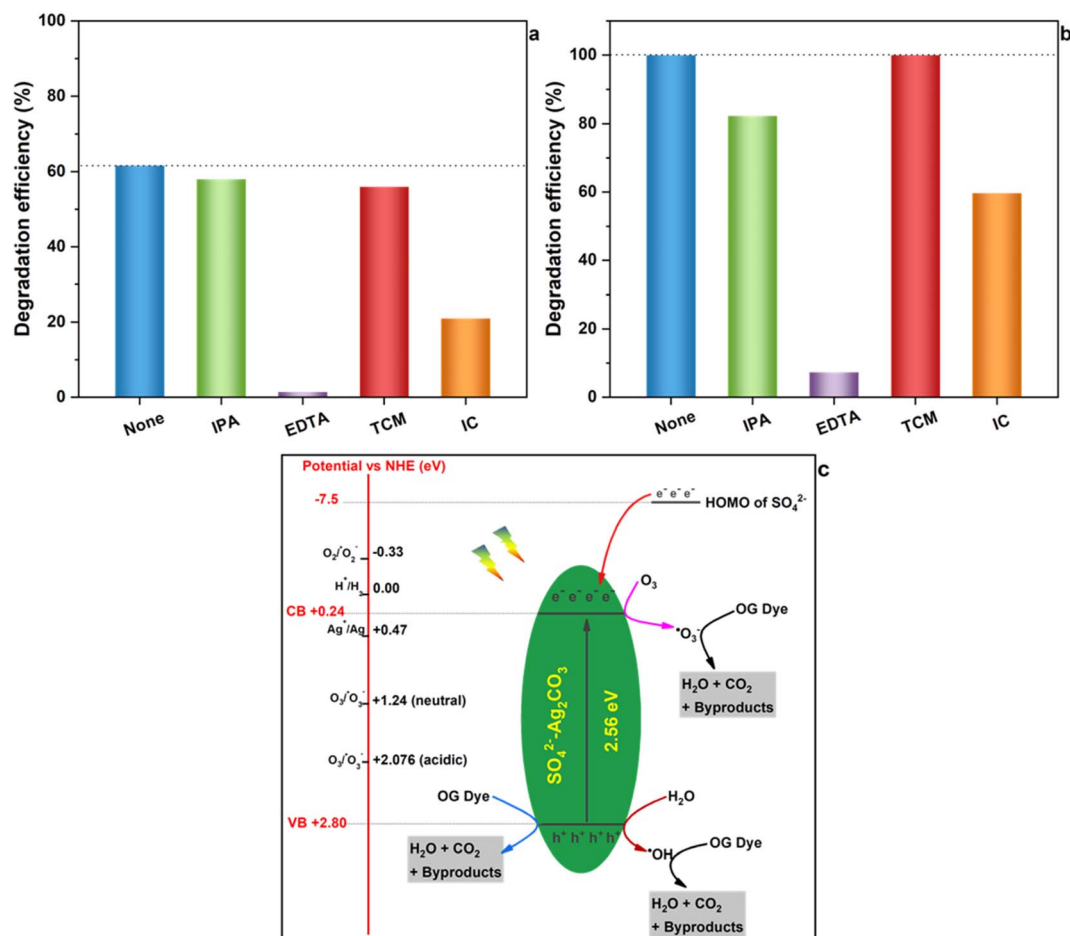 a
Degradation efficiency (%)
100
80
60
40
20
0
None IPA EDTA TCM IC
b
Degradation efficiency (%)
100
80
60
40
20
0
None IPA EDTA TCM IC
c
Potential vs NHE (eV)
-7.5
e⁻ e⁻ e⁻
HOMO of SO₄²⁻
O₂/•O₂⁻ -0.33
H⁺/H₂ 0.00
CB +0.24
Ag⁺/Ag +0.47
O₃/•O₃⁻ +1.24 (neutral)
O₃/•O₃⁻ +2.076 (acidic)
VB +2.80
e⁻ e⁻ e⁻ e⁻
SO₄²⁻-Ag₂CO₃
2.56 eV
h⁺ h⁺ h⁺ h⁺
O₃
•O₃⁻
OG Dye
H₂O + CO₂
+ Byproducts
OG Dye
H₂O + CO₂
+ Byproducts
H₂O
•OH
OG Dye
H₂O + CO₂
+ Byproducts